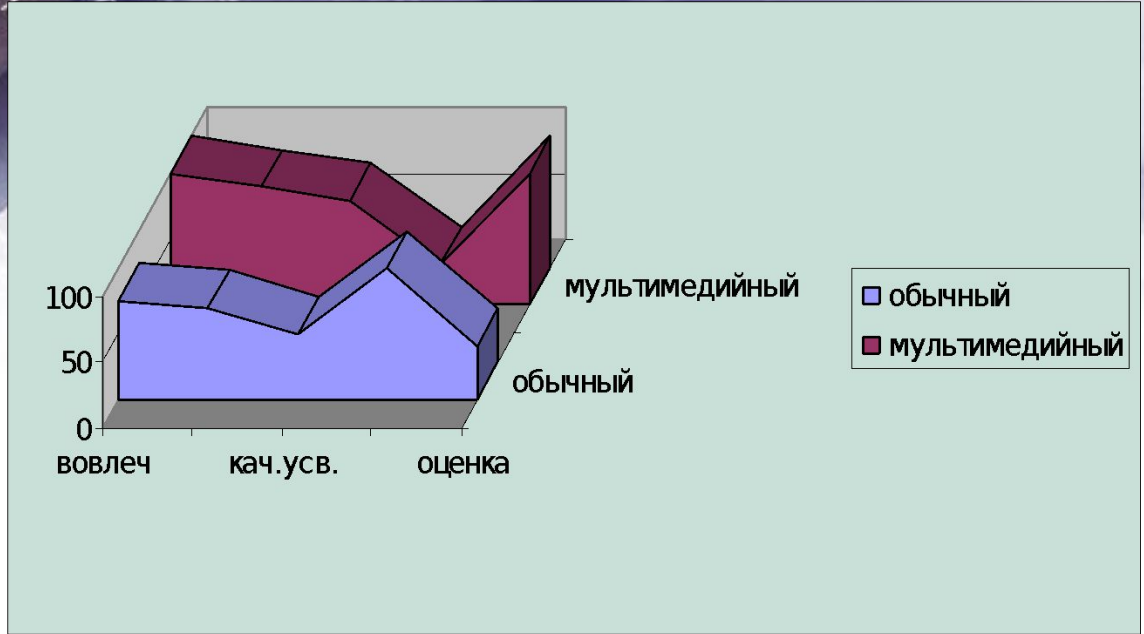 100
50
0
вовлеч
кач.усв.
оценка
обычный
мультимедийный
обычный
мультимедийный